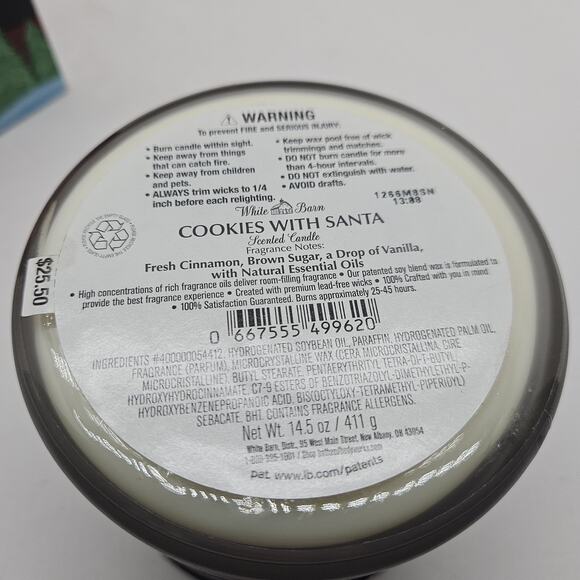 WARNING
To prevent FIRE and SERIOUS INJURY:
• Burn candle within sight.
• Keep away from things
that can catch fire.
• Keep away from children
and pets.
• ALWAYS trim wicks to 1/4
inch before each relighting.
• Keep wax pool free of wick
trimmings and matches.
• DO NOT burn candle for more
than 4-hour intervals.
• DO NOT extinguish with water.
• AVOID drafts.
13:38
White Barn
COOKIES WITH SANTA
Scented Candle
Fragrance Notes:
Fresh Cinnamon, Brown Sugar, a Drop of Vanilla,
with Natural Essential Oils
• High concentrations of rich fragrance oils deliver room-filling fragrance • Our patented soy blend wax is formulated to
provide the best fragrance experience • Created with premium lead-free wicks • 100% Crafted with you in mind.
• 100% Satisfaction Guaranteed. Burns approximately 25-45 hours.
0 667555 499620
INGREDIENTS #400000054412, HYDROGENATED SOYBEAN OIL, PARAFFIN, HYDROGENATED PALM OIL,
FRAGRANCE (PARFUM), MICROCRYSTALLINE WAX (CERA MICROCRISTALLINA, CIRE
MICROCRISTALLINE), BUTYL STEARATE, PENTAERYTHRITYL TETRA-DI-T-BUTYL
HYDROXYHYDROCINNAMATE, C7-9 ESTERS OF BENZOTRIAZOLYL-DIMETHYLETHYL-P-
HYDROXYBENZENEPROPANOIC ACID, BIS(OCTYLOXY-TETRAMETHYL-PIPERIDYL)
SEBACATE, BHT. CONTAINS FRAGRANCE ALLERGENS.
Net Wt. 14.5 oz / 411 g
White Barn, Distr., 95 West Main Street, New Albany, OH 43054
1-800-395-1001 / Shop bathandbodyworks.com
pat. www.lb.com/patents
$25.50